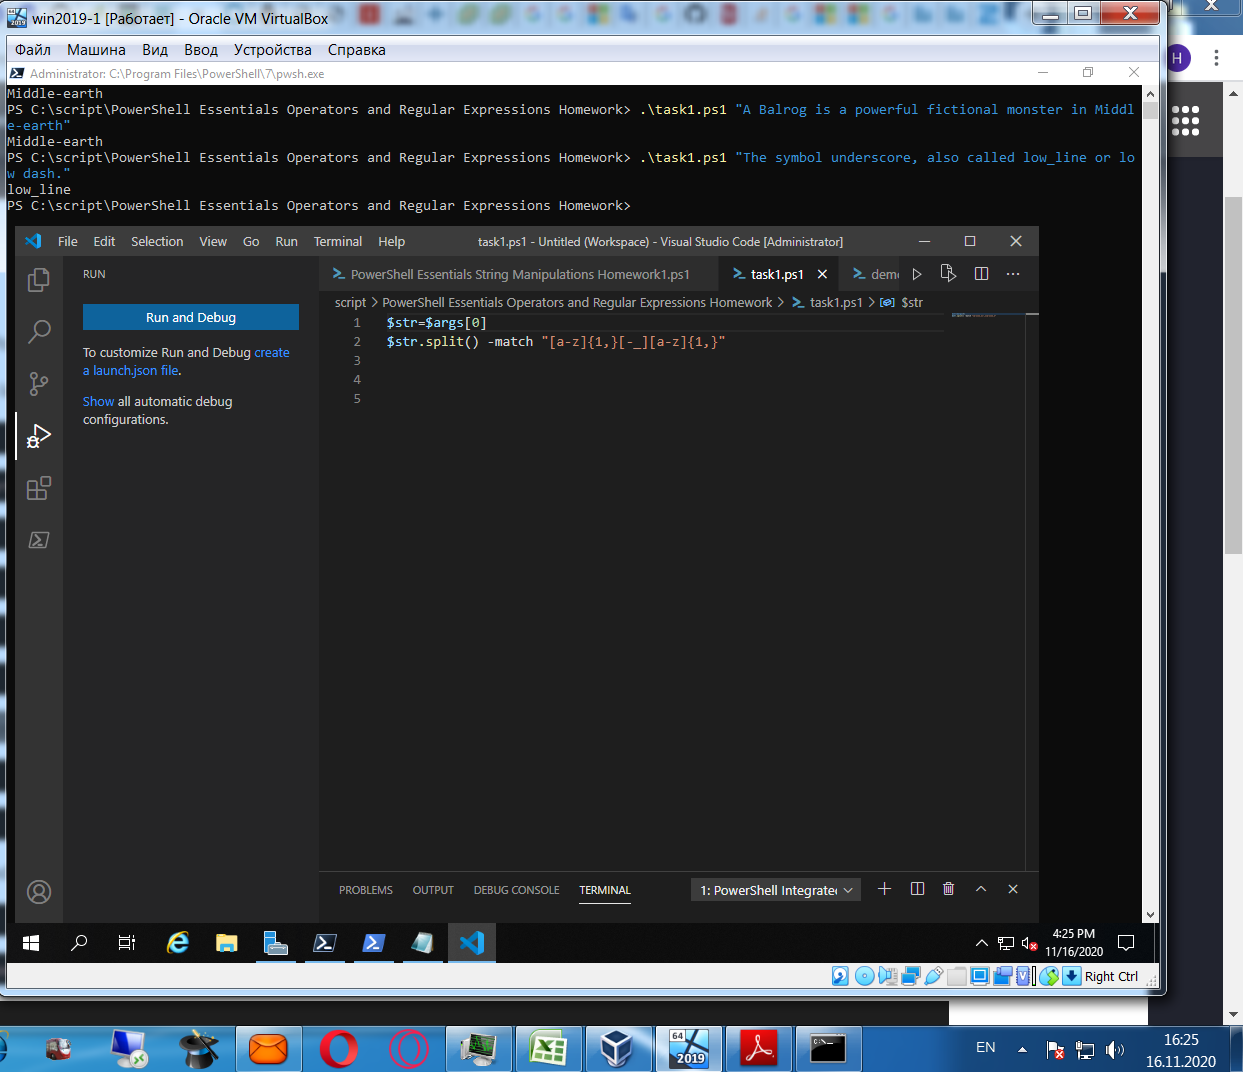 win2019-1 [Работает] - Oracle VM VirtualBox
Файл Машина Вид Ввод Устройства Справка
Administrator: C:\Program Files\PowerShell\7\pwsh.exe
Middle-earth
PS C:\script\PowerShell Essentials Operators and Regular Expressions Homework> .\task1.ps1 "A Balrog is a powerful fictional monster in Middl
e-earth"
Middle-earth
PS C:\script\PowerShell Essentials Operators and Regular Expressions Homework> .\task1.ps1 "The symbol underscore, also called low_line or lo
w dash."
low_line
PS C:\script\PowerShell Essentials Operators and Regular Expressions Homework>
File Edit Selection View Go Run Terminal Help task1.ps1 - Untitled (Workspace) - Visual Studio Code [Administrator]
RUN
PowerShell Essentials String Manipulations Homework1.ps1 task1.ps1 demo
script > PowerShell Essentials Operators and Regular Expressions Homework > task1.ps1 > $str
Run and Debug
To customize Run and Debug create
a launch.json file.
Show all automatic debug
configurations.
1 $str=$args[0]
2 $str.split() -match "[a-z]{1,}[-_][a-z]{1,}"
3
4
5
PROBLEMS OUTPUT DEBUG CONSOLE TERMINAL 1: PowerShell Integrate
4:25 PM
11/16/2020
Right Ctrl
H
64
2019
EN
16:25
16.11.2020